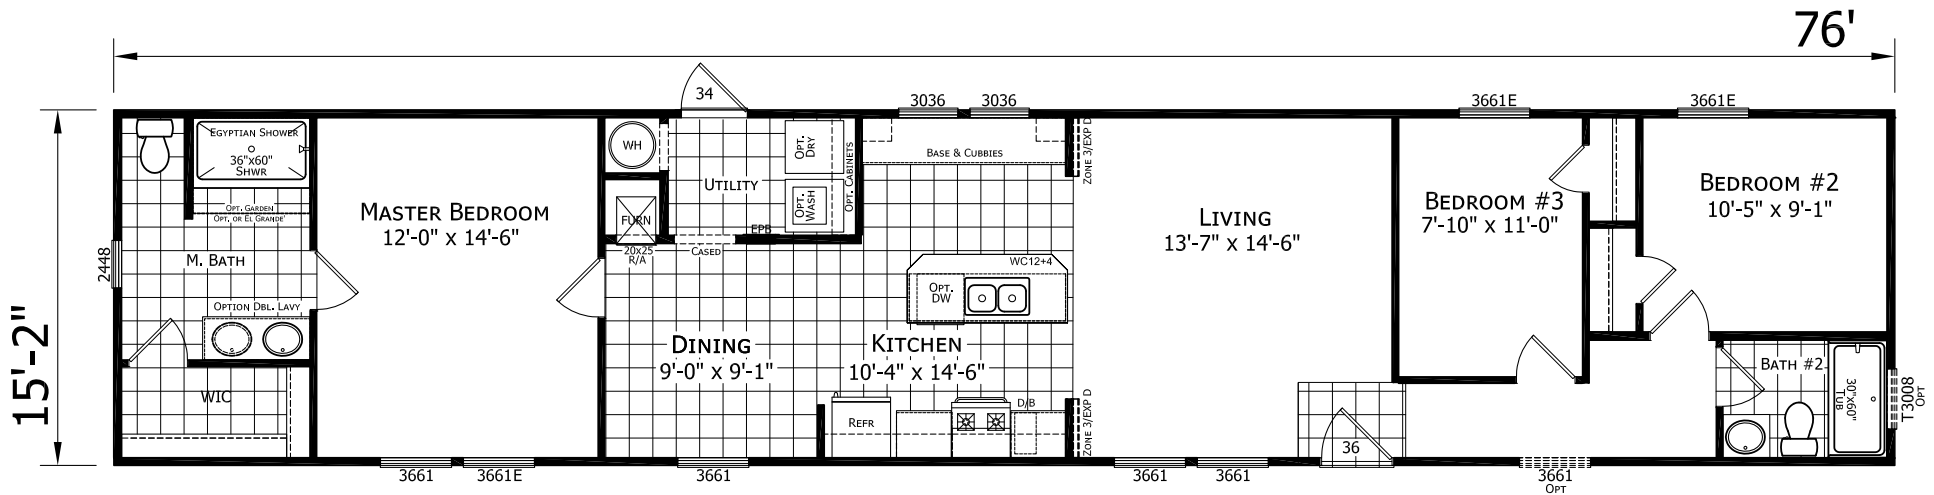 76'
15'-2"
34
3036
3036
3661E
3661E
EGYPTIAN SHOWER
36"x60"
SHWR
OPT. GARDEN
OPT. OR EL GRANDE'
M. BATH
2448
OPTION DBL. LAVY
WIC
MASTER BEDROOM
12'-0" x 14'-6"
WH
FURN
20x25
R/A
UTILITY
OPT.
DRY
OPT.
WASH
OPT. CABINETS
EPB
CASED
BASE & CUBBIES
ZONE 3/EXP D
WC12+4
OPT.
DW
DINING
9'-0" x 9'-1"
KITCHEN
10'-4" x 14'-6"
REFR
D/B
ZONE 3/EXP D
LIVING
13'-7" x 14'-6"
36
BEDROOM #3
7'-10" x 11'-0"
BEDROOM #2
10'-5" x 9'-1"
BATH #2
30"x60"
TUB
T3008
OPT
3661
3661E
3661
3661
3661
3661
OPT